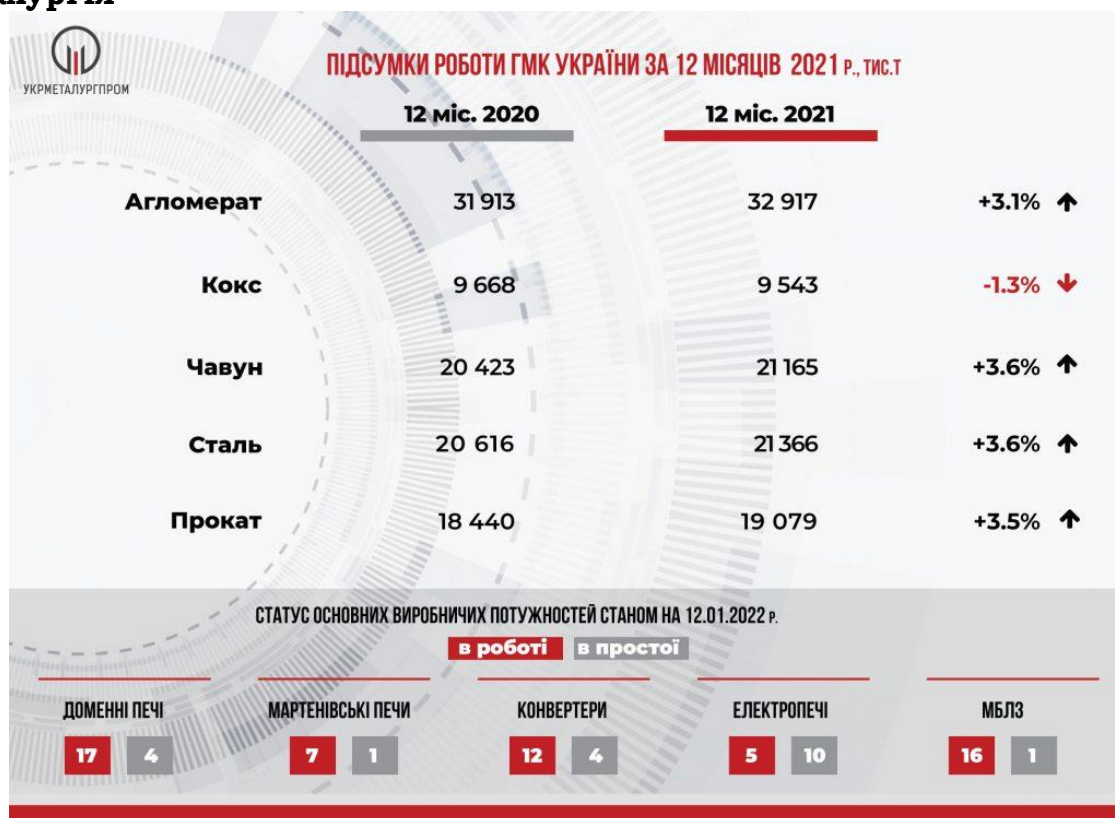 УКРМЕТАЛУРГПРОМ
ПІДСУМКИ РОБОТИ ГМК УКРАЇНИ ЗА 12 МІСЯЦІВ 2021 Р., ТИС.Т
12 міс. 2020 12 міс. 2021
Агломерат 31 913 32 917 +3.1%
Кокс 9 668 9 543 -1.3%
Чавун 20 423 21 165 +3.6%
Сталь 20 616 21 366 +3.6%
Прокат 18 440 19 079 +3.5%
СТАТУС ОСНОВНИХ ВИРОБНИЧИХ ПОТУЖНОСТЕЙ СТАНОМ НА 12.01.2022 Р.
в роботі в простої
ДОМЕННІ ПЕЧІ МАРТЕНІВСЬКІ ПЕЧИ КОНВЕРТЕРИ ЕЛЕКТРОПЕЧІ МБЛЗ
17 4 7 1 12 4 5 10 16 1